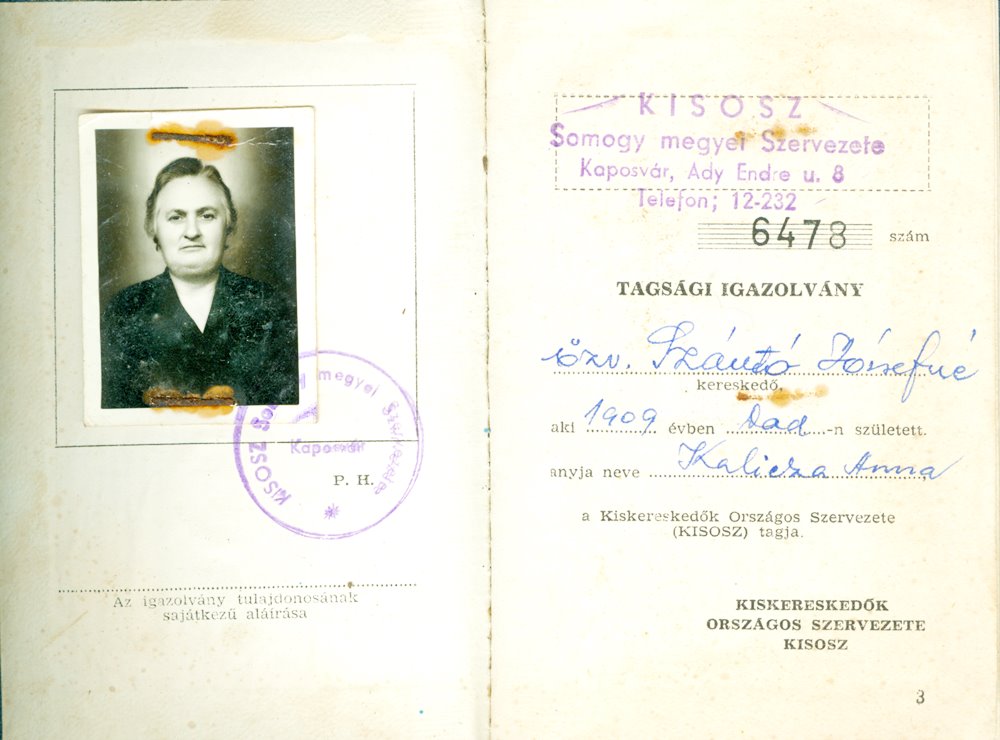 KISOSZ Somogy megyei Szervezete
Kaposvár
P. H.
Az igazolvány tulajdonosának
sajátkezű aláírása
KISOSZ
Somogy megyei Szervezete
Kaposvár, Ady Endre u. 8
Telefon; 12-232
6478 szám
TAGSÁGI IGAZOLVÁNY
özv. Szántó Józsefné
kereskedő,
aki 1909 évben Dad -n született.
anyja neve Kalicza Anna
a Kiskereskedők Országos Szervezete
(KISOSZ) tagja.
KISKERESKEDŐK
ORSZÁGOS SZERVEZETE
KISOSZ
3